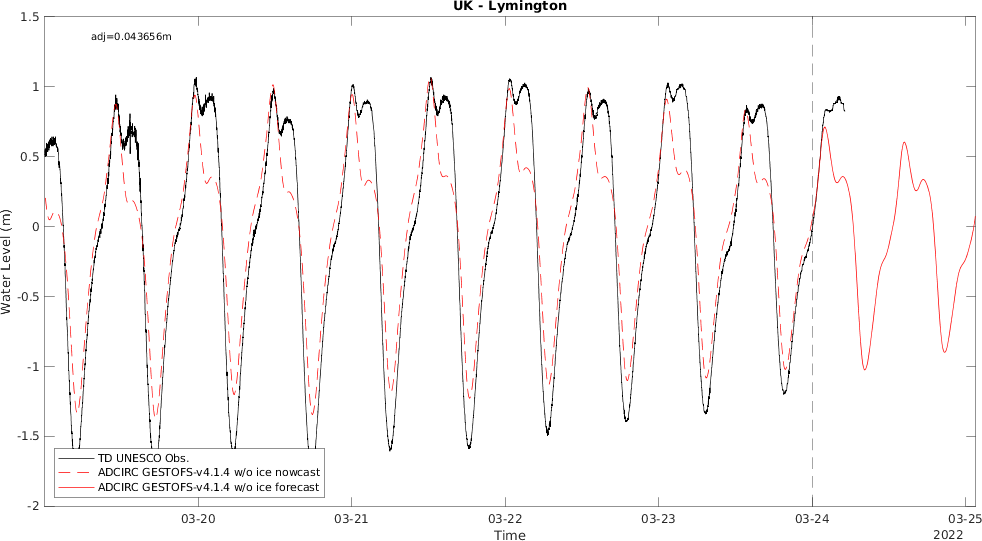 UK - Lymington
adj=0.043656m
1.5
1
0.5
0
-0.5
-1
-1.5
-2
Water Level (m)
TD UNESCO Obs.
ADCIRC GESTOFS-v4.1.4 w/o ice nowcast
ADCIRC GESTOFS-v4.1.4 w/o ice forecast
03-20 03-21 03-22 03-23 03-24 03-25
Time
2022